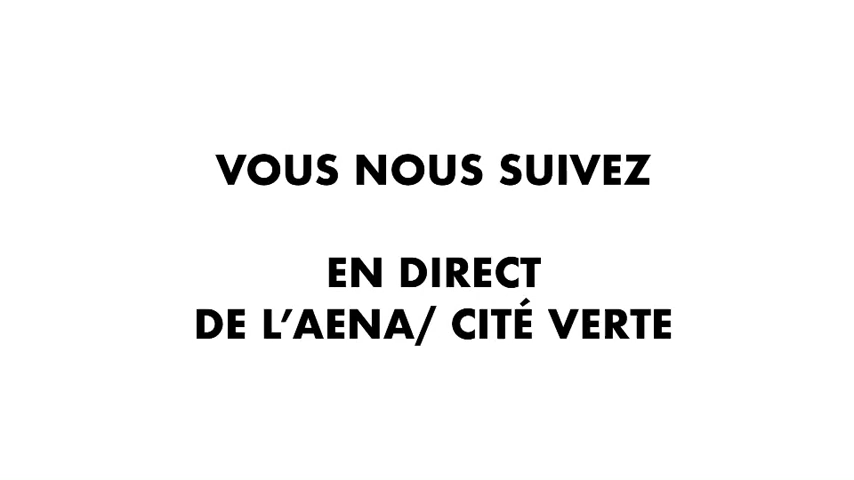 VOUS NOUS SUIVEZ
EN DIRECT
DE L’AENA/ CITÉ VERTE